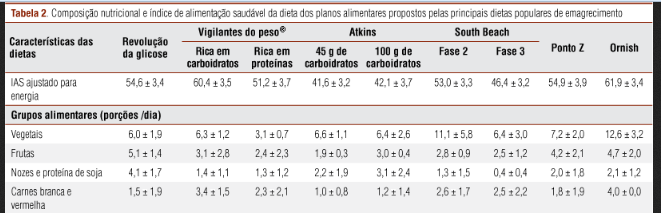 Tabela 2. Composição nutricional e índice de alimentação saudável da dieta dos planos alimentares propostos pelas principais dietas populares de emagrecimento
Características das dietas Revolução da glicose Vigilantes do peso® Atkins South Beach Ponto Z Ornish
Rica em carboidratos Rica em proteínas 45 g de carboidratos 100 g de carboidratos Fase 2 Fase 3
IAS ajustado para energia 54,6 ± 3,4 60,4 ± 3,5 51,2 ± 3,7 41,6 ± 3,2 42,1 ± 3,7 53,0 ± 3,3 46,4 ± 3,2 54,9 ± 3,9 61,9 ± 3,4
Grupos alimentares (porções /dia)
Vegetais 6,0 ± 1,9 6,3 ± 1,2 3,1 ± 0,7 6,6 ± 1,1 6,4 ± 2,6 11,1 ± 5,8 6,4 ± 3,0 7,2 ± 2,0 12,6 ± 3,2
Frutas 5,1 ± 1,4 3,1 ± 2,8 2,4 ± 2,3 1,9 ± 0,3 3,0 ± 0,4 2,8 ± 0,9 2,5 ± 1,2 4,2 ± 2,1 4,7 ± 2,0
Nozes e proteína de soja 4,1 ± 1,7 1,4 ± 1,1 1,3 ± 1,2 2,2 ± 1,9 3,1 ± 2,4 1,3 ± 1,5 0,4 ± 0,4 2,0 ± 1,8 2,1 ± 1,2
Carnes branca e vermelha 1,5 ± 1,9 3,4 ± 1,5 2,3 ± 2,1 1,0 ± 0,8 1,2 ± 1,4 2,6 ± 1,7 2,5 ± 2,2 1,8 ± 1,9 4,0 ± 0,0